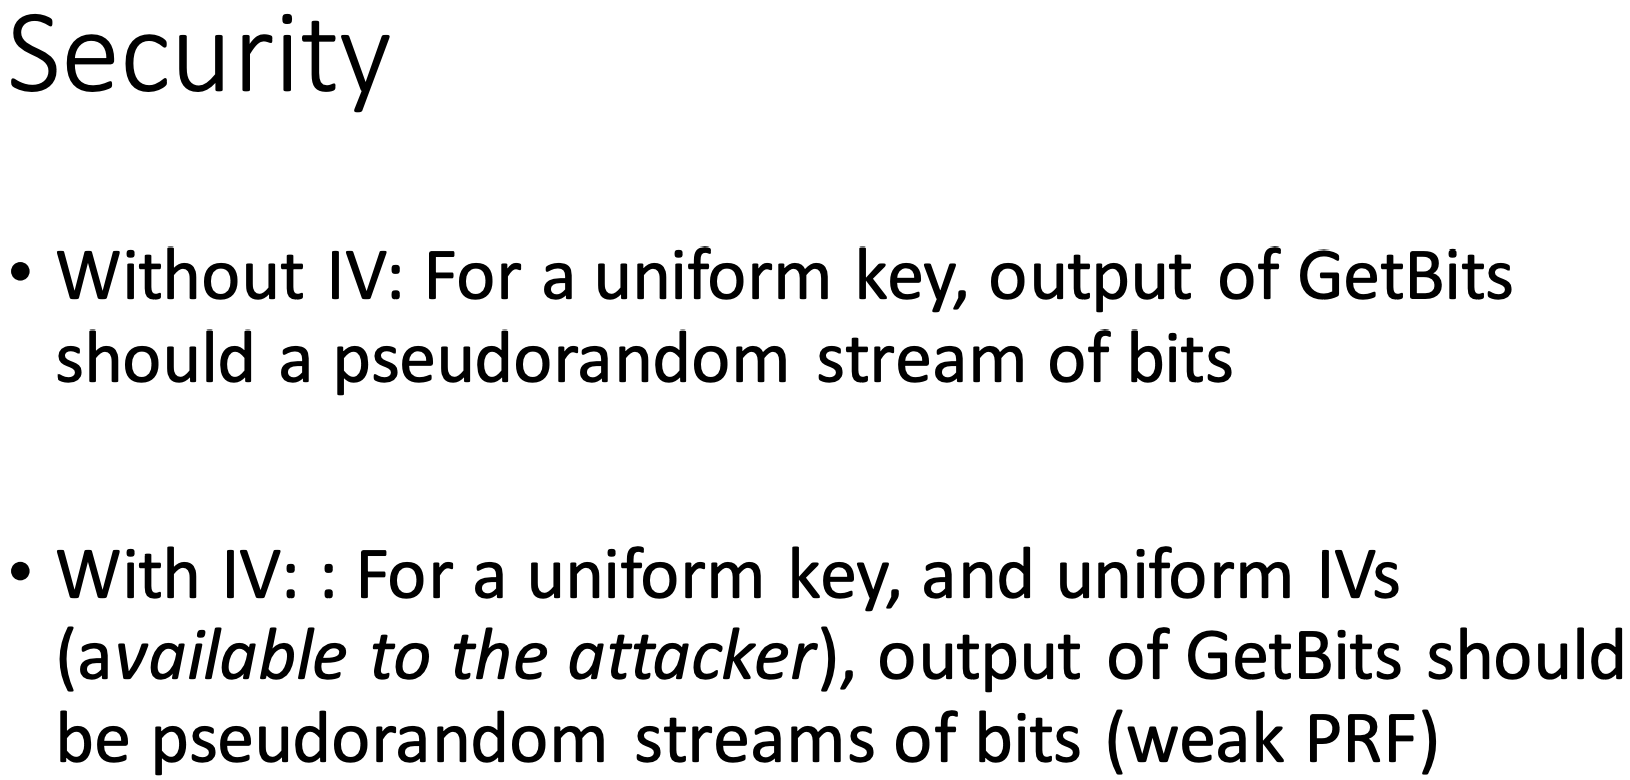 Security
• Without IV: For a uniform key, output of GetBits
should a pseudorandom stream of bits
• With IV: : For a uniform key, and uniform IVs
(available to the attacker), output of GetBits should
be pseudorandom streams of bits (weak PRF)